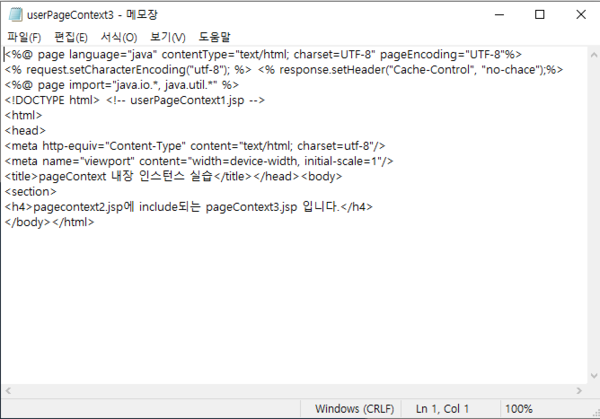 userPageContext3 - 메모장
파일(F) 편집(E) 서식(O) 보기(V) 도움말
<%@ page language="java" contentType="text/html; charset=UTF-8" pageEncoding="UTF-8"%>
<% request.setCharacterEncoding("utf-8"); %> <% response.setHeader("Cache-Control", "no-chace");%>
<%@ page import="java.io.*, java.util.*" %>
<!DOCTYPE html> <!-- userPageContext1.jsp -->
<html>
<head>
<meta http-equiv="Content-Type" content="text/html; charset=utf-8"/>
<meta name="viewport" content="width=device-width, initial-scale=1"/>
<title>pageContext 내장 인스턴스 실습</title></head><body>
<section>
<h4>pagecontext2.jsp에 include되는 pageContext3.jsp 입니다.</h4>
</body></html>
Windows (CRLF) Ln 1, Col 1 100%